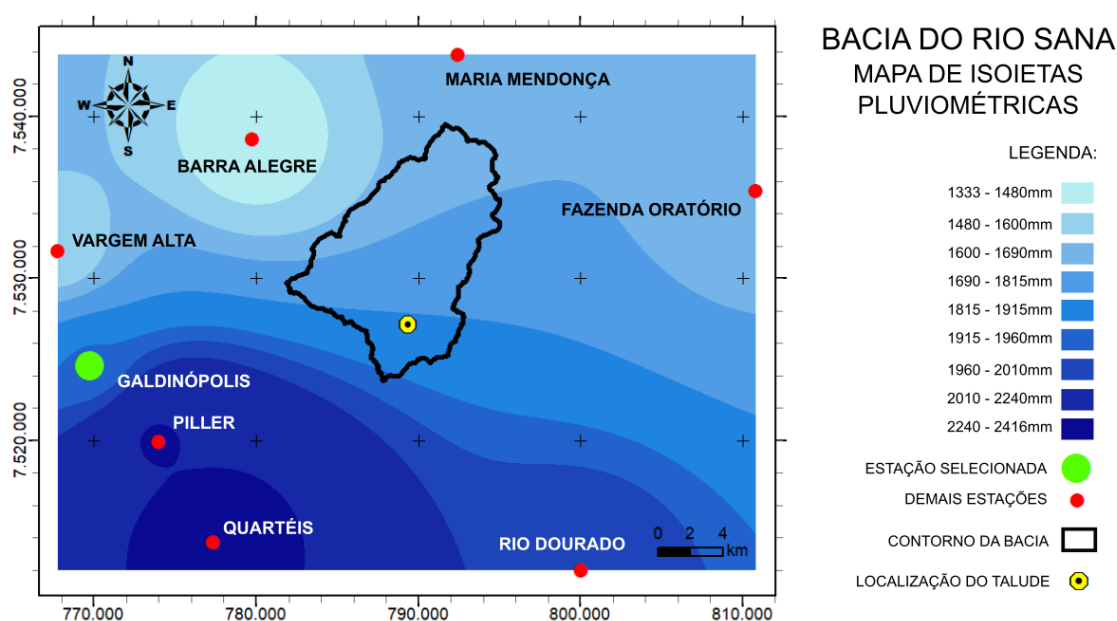 BACIA DO RIO SANA
MAPA DE ISOIETAS
PLUVIOMÉTRICAS
N
W
E
S
MARIA MENDONÇA
BARRA ALEGRE
FAZENDA ORATÓRIO
VARGEM ALTA
GALDINÓPOLIS
PILLER
QUARTÉIS
RIO DOURADO
0 2 4
km
7.540.000
7.530.000
7.520.000
770.000
780.000
790.000
800.000
810.000
LEGENDA:
1333 - 1480mm
1480 - 1600mm
1600 - 1690mm
1690 - 1815mm
1815 - 1915mm
1915 - 1960mm
1960 - 2010mm
2010 - 2240mm
2240 - 2416mm
ESTAÇÃO SELECIONADA
DEMAIS ESTAÇÕES
CONTORNO DA BACIA
LOCALIZAÇÃO DO TALUDE